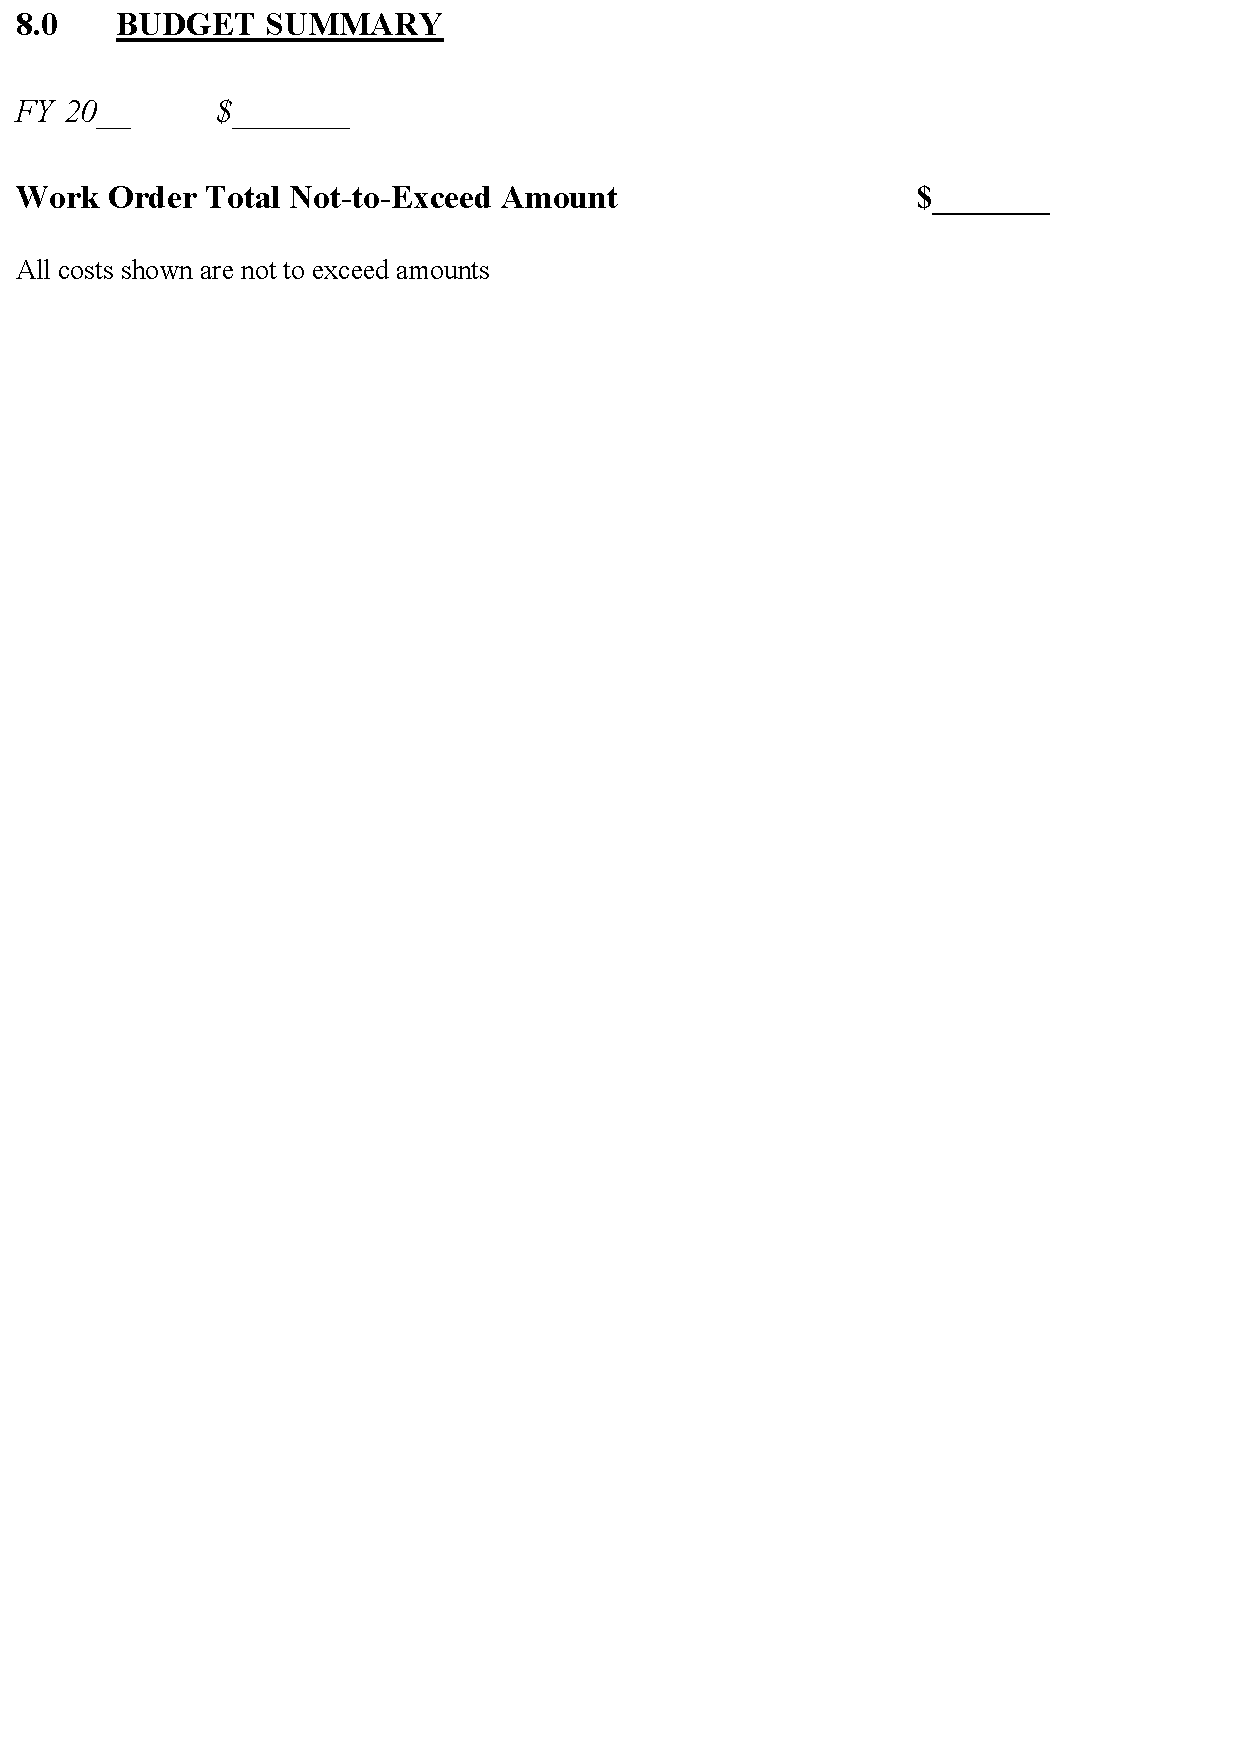 8.0 BUDGET SUMMARY
FY 20__ $_______
Work Order Total Not-to-Exceed Amount $_______
All costs shown are not to exceed amounts